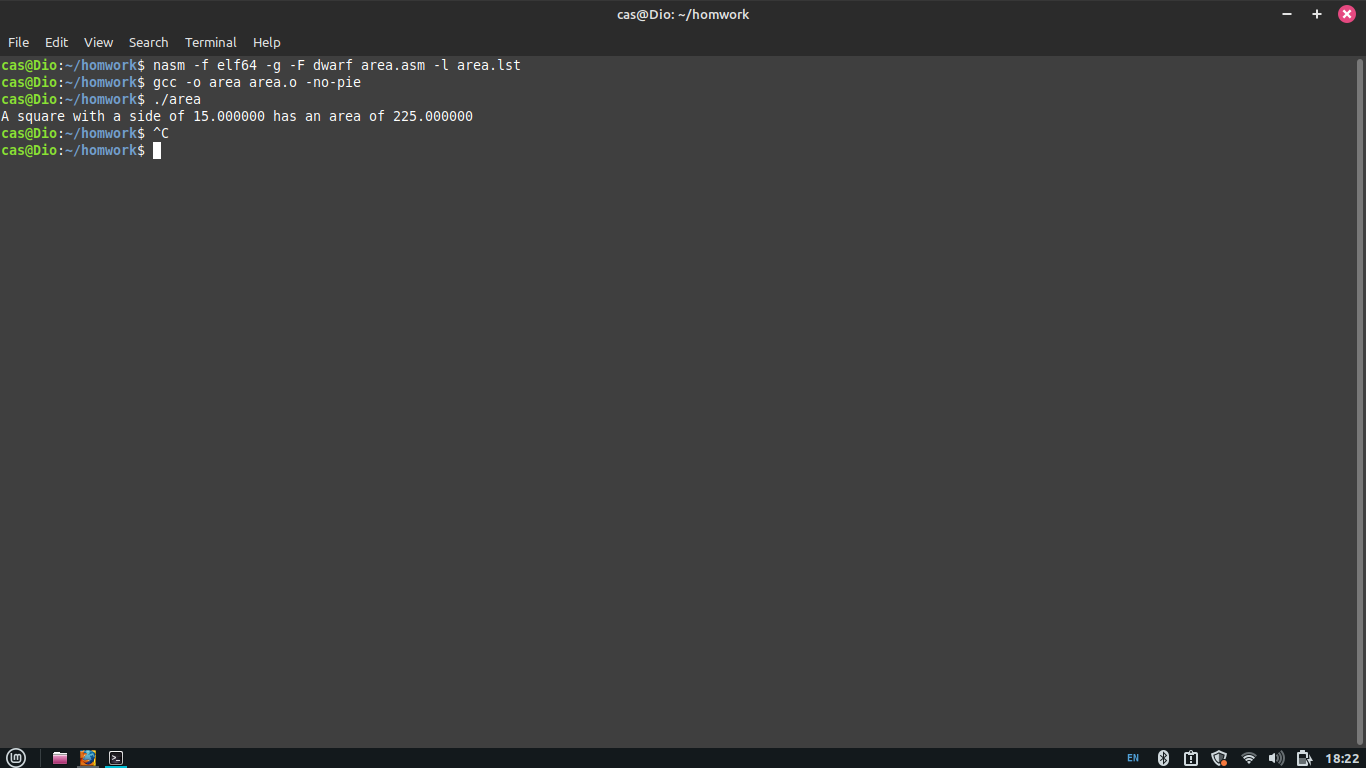 cas@Dio: ~/homwork
File Edit View Search Terminal Help
cas@Dio:~/homwork$ nasm -f elf64 -g -F dwarf area.asm -l area.lst
cas@Dio:~/homwork$ gcc -o area area.o -no-pie
cas@Dio:~/homwork$ ./area
A square with a side of 15.000000 has an area of 225.000000
cas@Dio:~/homwork$ ^C
cas@Dio:~/homwork$
EN 18:22